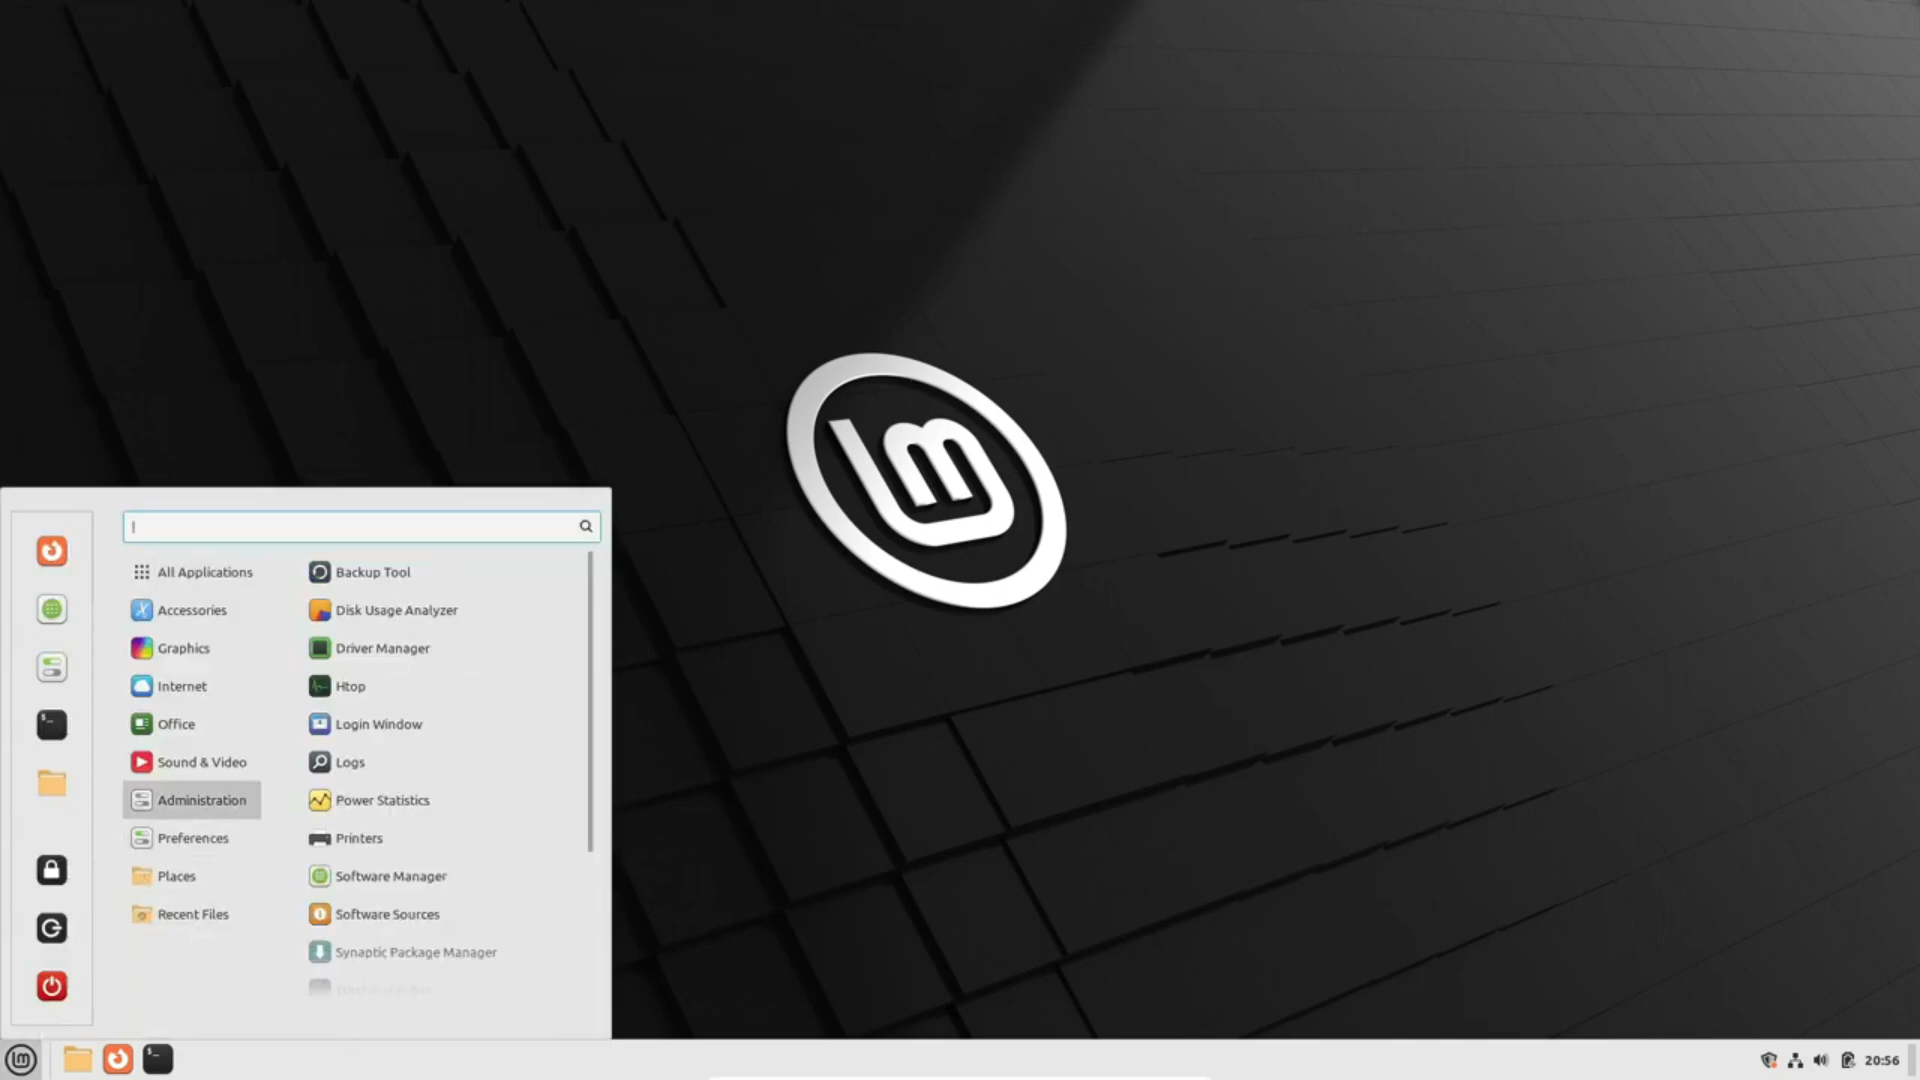 All Applications
Accessories
Graphics
Internet
Office
Sound & Video
Administration
Preferences
Places
Recent Files
Backup Tool
Disk Usage Analyzer
Driver Manager
Htop
Login Window
Logs
Power Statistics
Printers
Software Manager
Software Sources
Synaptic Package Manager
20:56